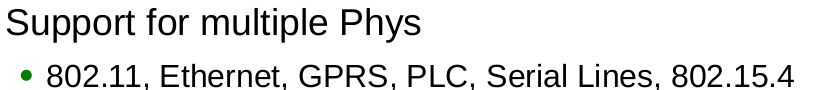 Support for multiple Phys
• 802.11, Ethernet, GPRS, PLC, Serial Lines, 802.15.4